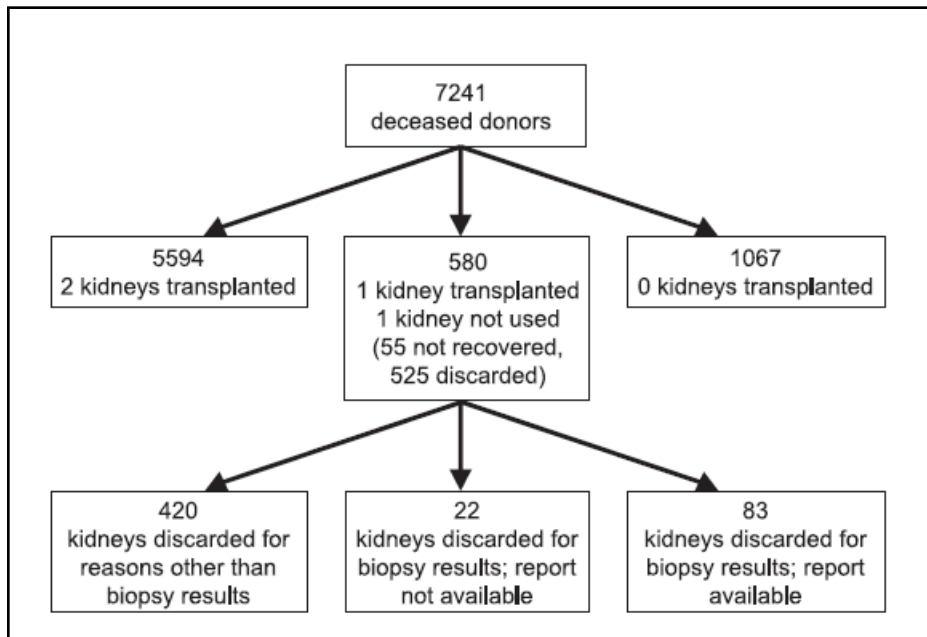 7241
deceased donors
5594
2 kidneys transplanted
580
1 kidney transplanted
1 kidney not used
(55 not recovered,
525 discarded)
1067
0 kidneys transplanted
420
kidneys discarded for
reasons other than
biopsy results
22
kidneys discarded for
biopsy results; report
not available
83
kidneys discarded for
biopsy results; report
available